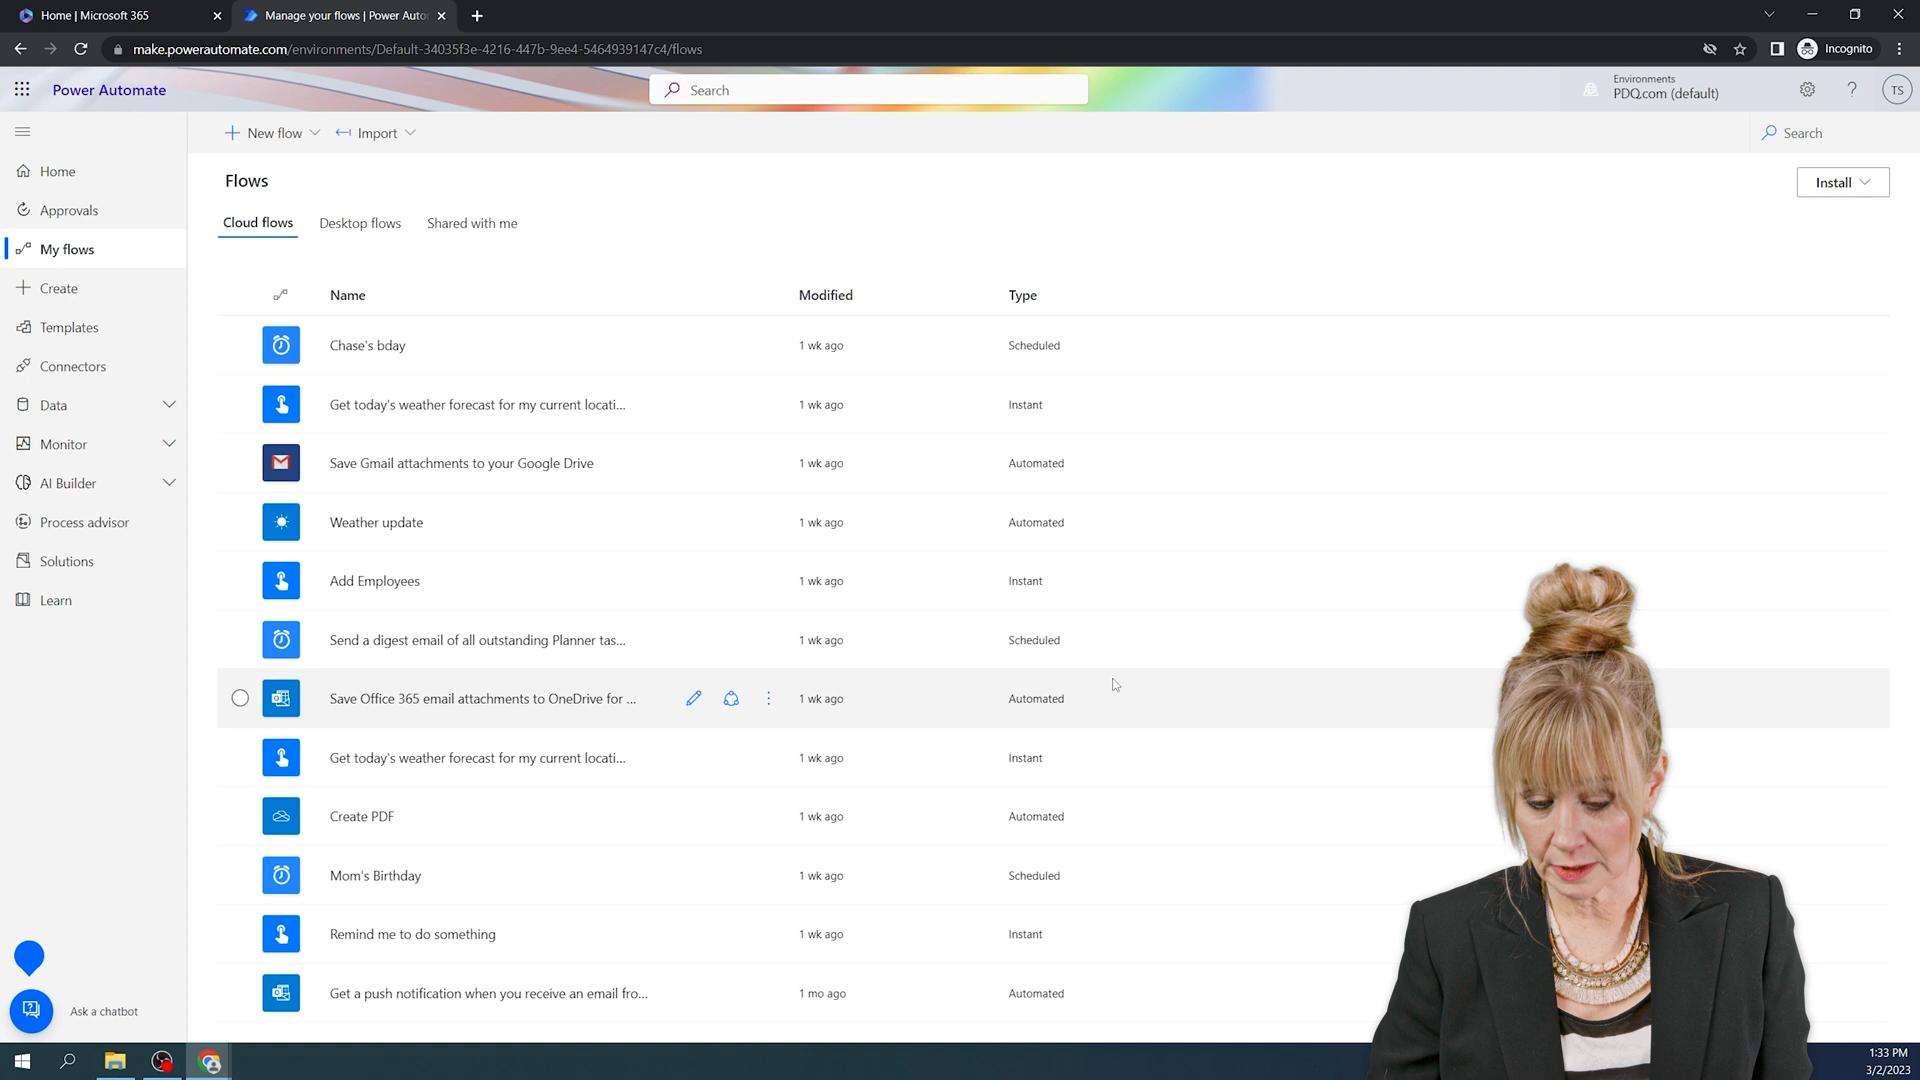 Home | Microsoft 365
Manage your flows | Power Auto
make.powerautomate.com/environments/Default-34035f3e-4216-447b-9ee4-5464939147c4/flows
Incognito
Power Automate
Search
Environments
PDQ.com (default)
TS
New flow
Import
Search
Home
Approvals
My flows
Create
Templates
Connectors
Data
Monitor
AI Builder
Process advisor
Solutions
Learn
Ask a chatbot
Flows
Install
Cloud flows Desktop flows Shared with me
Name Modified Type
Chase's bday 1 wk ago Scheduled
Get today's weather forecast for my current locati... 1 wk ago Instant
Save Gmail attachments to your Google Drive 1 wk ago Automated
Weather update 1 wk ago Automated
Add Employees 1 wk ago Instant
Send a digest email of all outstanding Planner tas... 1 wk ago Scheduled
Save Office 365 email attachments to OneDrive for ... 1 wk ago Automated
Get today's weather forecast for my current locati... 1 wk ago Instant
Create PDF 1 wk ago Automated
Mom's Birthday 1 wk ago Scheduled
Remind me to do something 1 wk ago Instant
Get a push notification when you receive an email fro... 1 mo ago Automated
1:33 PM
3/2/2023